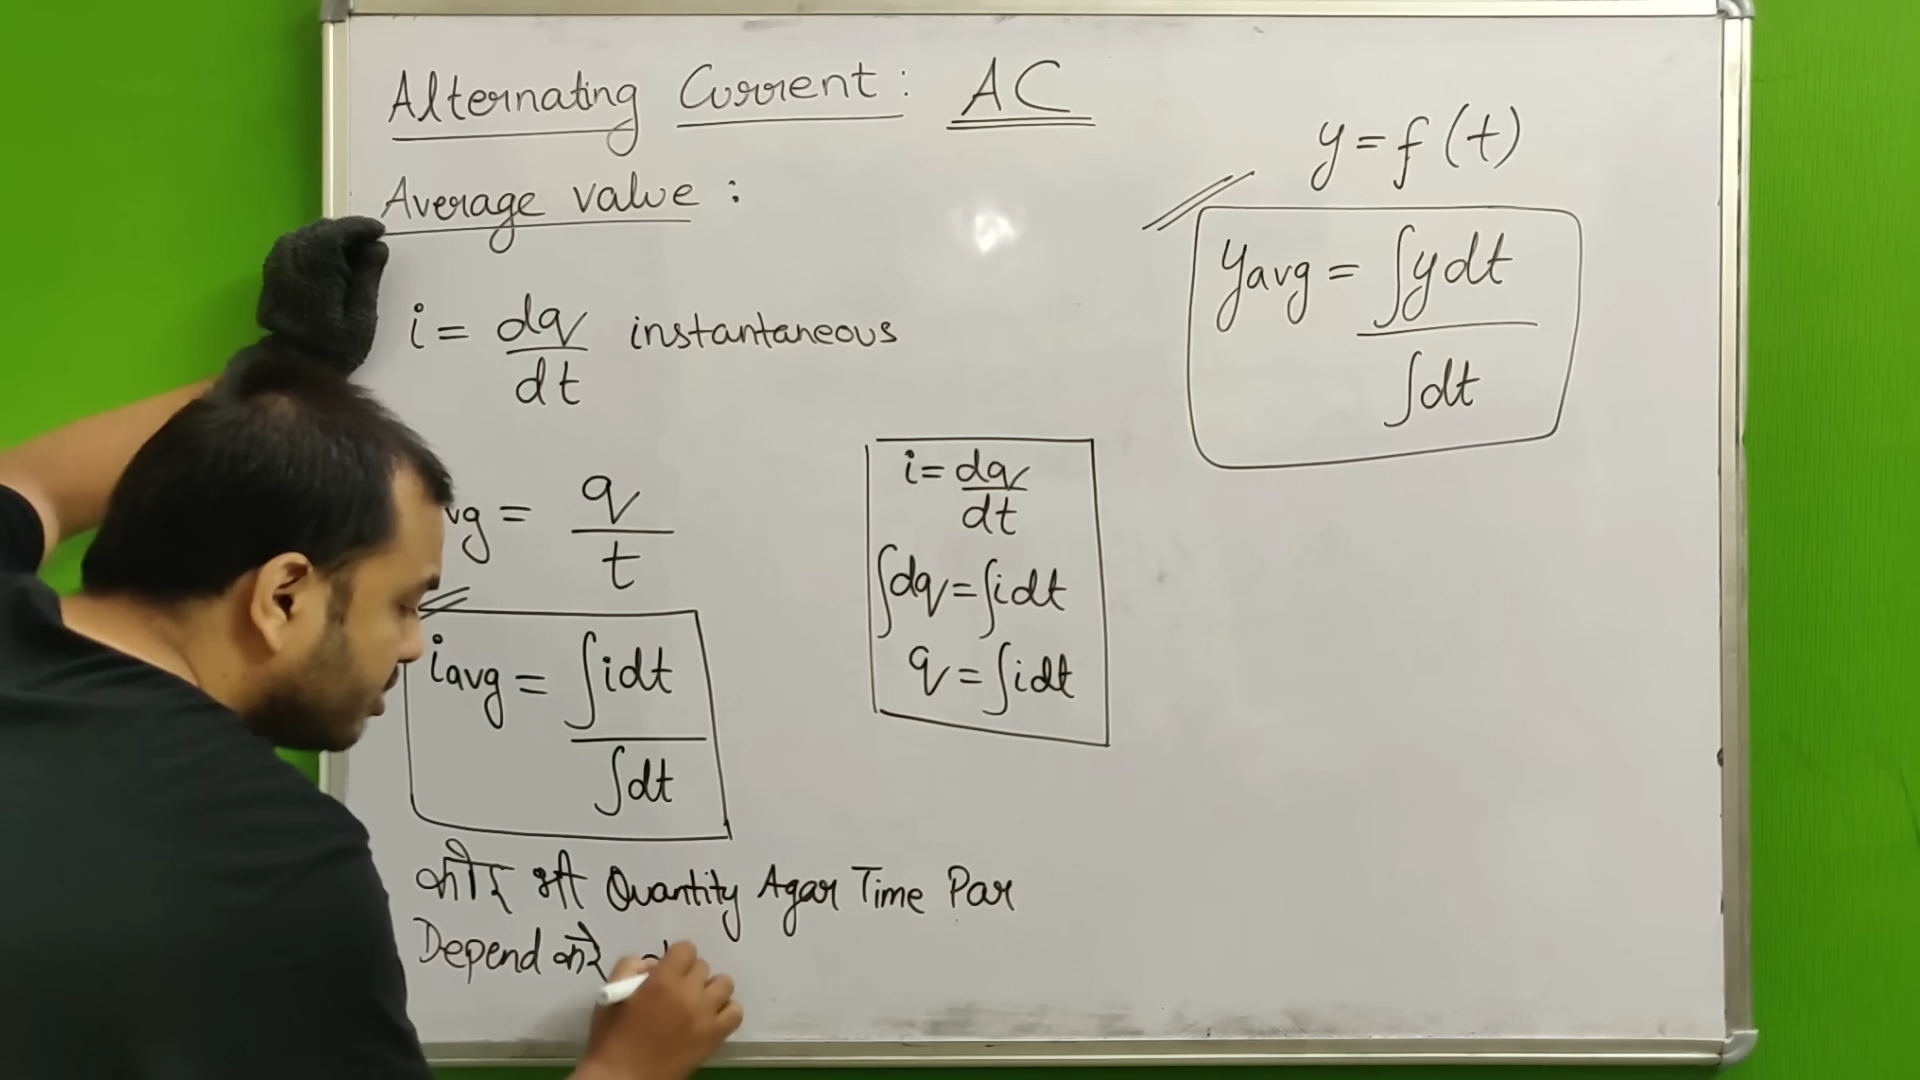 Alternating Current : AC
Average value :
i = dq/dt instantaneous
vg = q/t
iavg = ∫idt / ∫dt
कोई भी Quantity Agar Time Par
Depend करे
i = dq/dt
∫dq = ∫idt
q = ∫idt
y = f(t)
yavg = ∫ydt / ∫dt